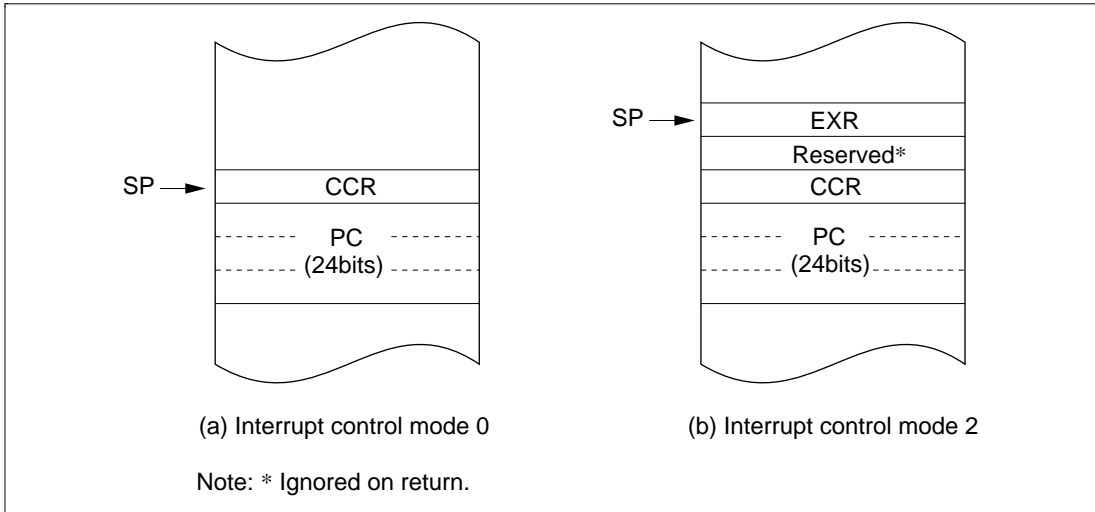 SP
CCR
PC
(24bits)
(a) Interrupt control mode 0
SP
EXR
Reserved*
CCR
PC
(24bits)
(b) Interrupt control mode 2
Note: * Ignored on return.